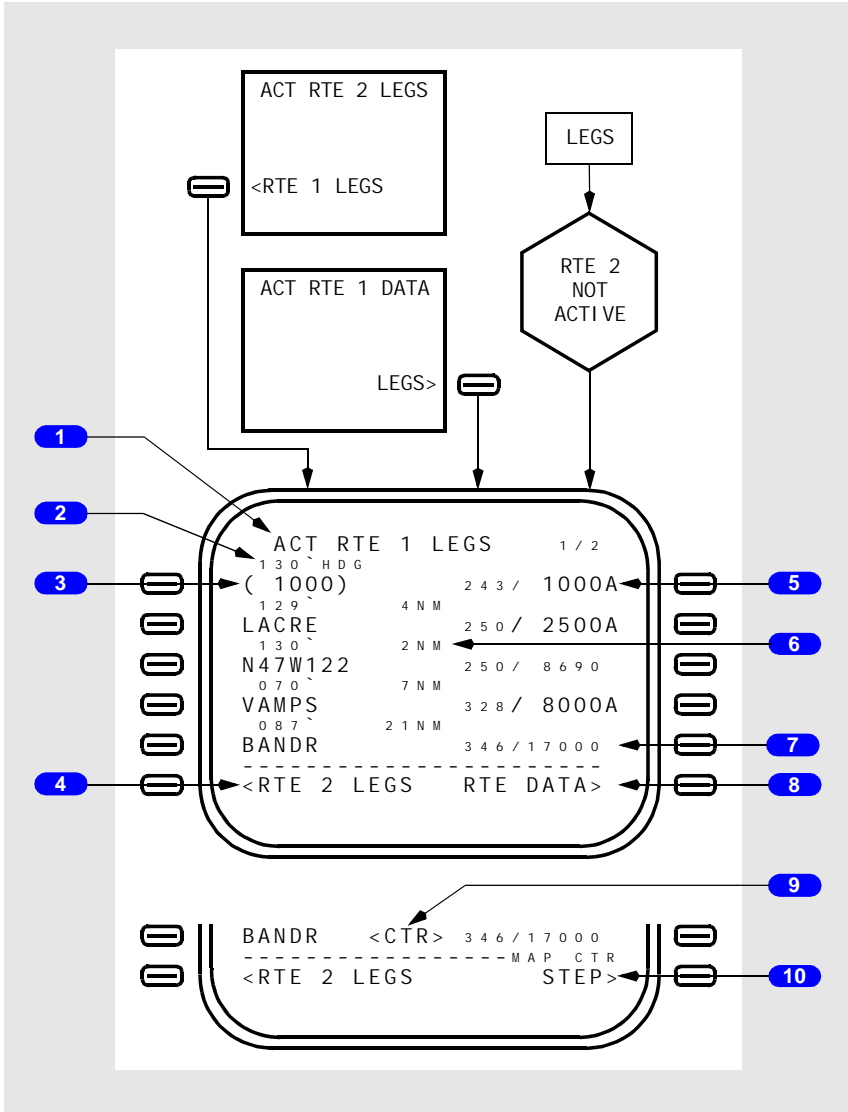 ACT RTE 2 LEGS
<RTE 1 LEGS
LEGS
ACT RTE 1 DATA
LEGS>
RTE 2
NOT
ACTIVE
1
2
ACT RTE 1 LEGS 1/2
130`HDG
3
(1000) 243/ 1000A
5
129` 4NM
LACRE 250/ 2500A
130` 2NM
6
N47W122 250/ 8690
070` 7NM
VAMPS 328/ 8000A
087` 21NM
BANDR 346/17000
7
--------------------------
4
<RTE 2 LEGS RTE DATA>
8
9
BANDR <CTR> 346/17000
------------------MAP CTR
<RTE 2 LEGS STEP>
10